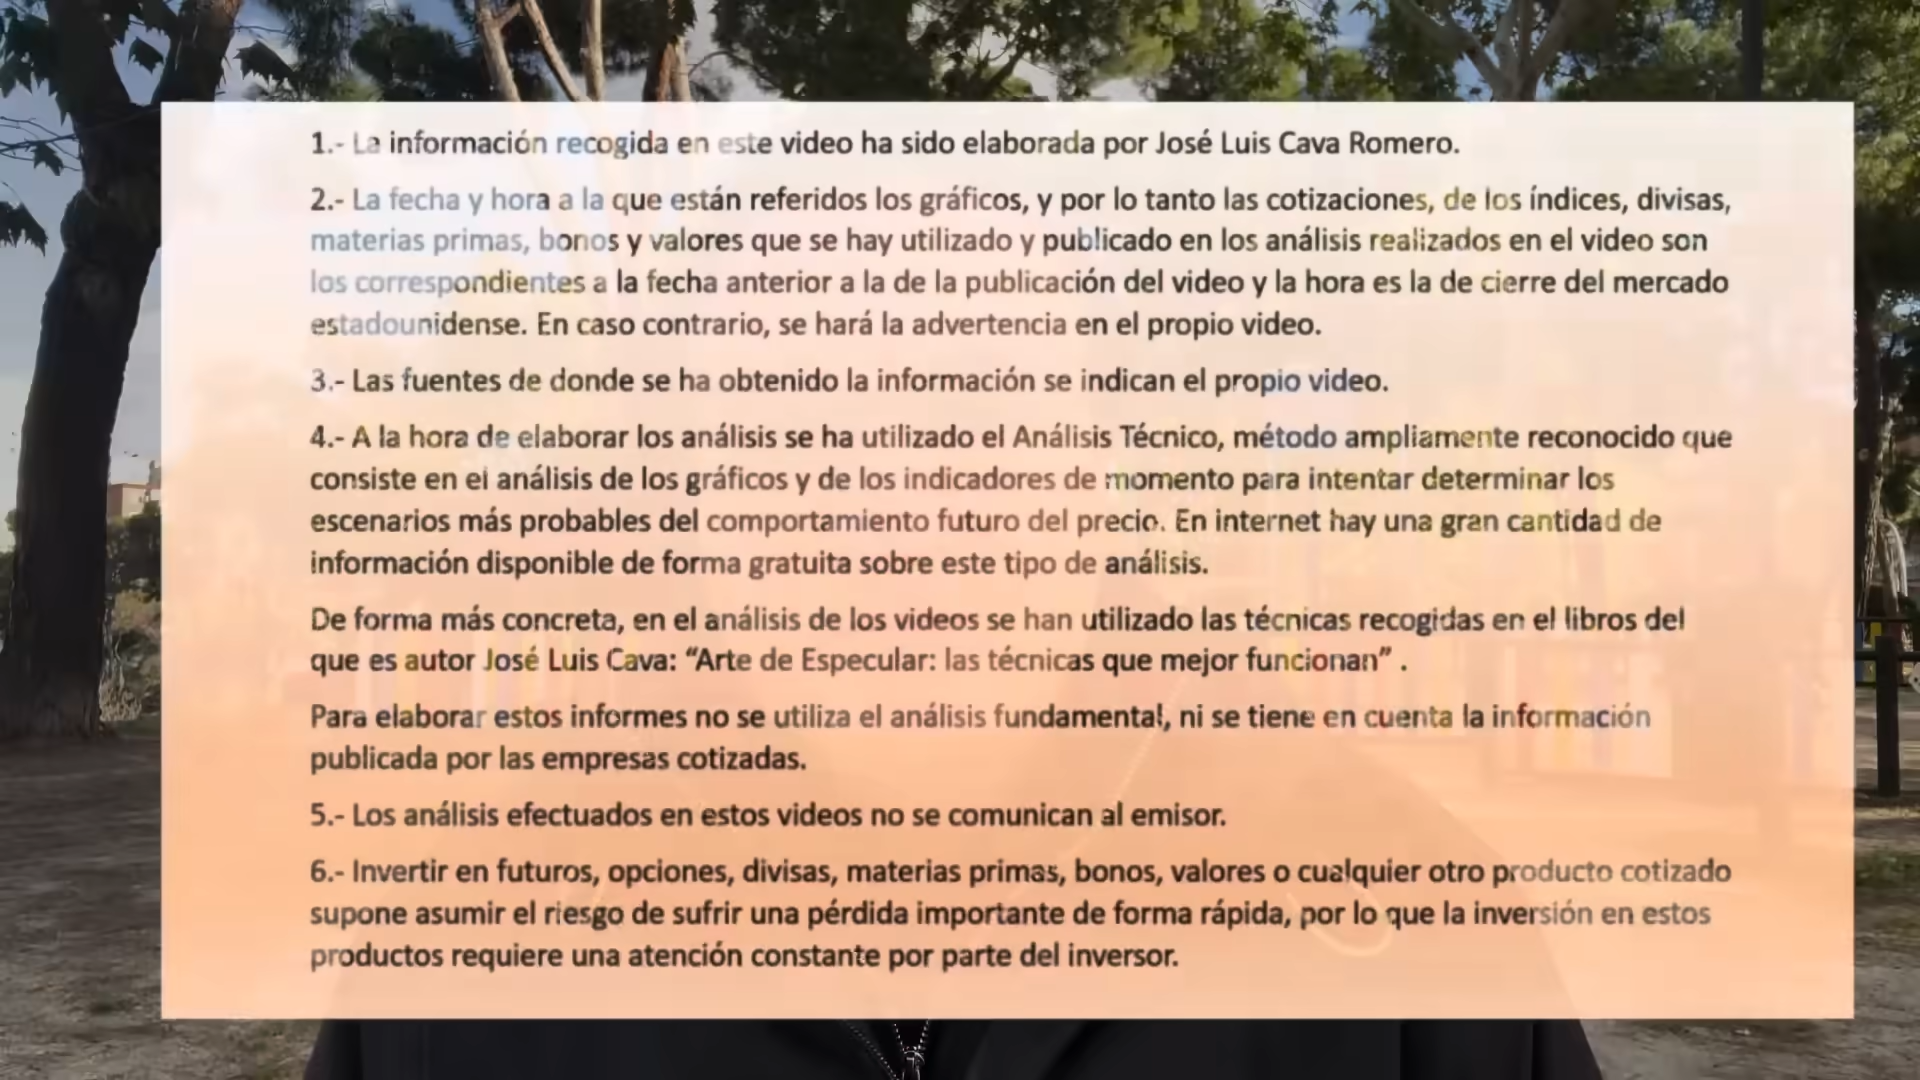 1.- La información recogida en este video ha sido elaborada por José Luis Cava Romero.
2.- La fecha y hora a la que están referidos los gráficos, y por lo tanto las cotizaciones, de los índices, divisas,
materias primas, bonos y valores que se hay utilizado y publicado en los análisis realizados en el video son
los correspondientes a la fecha anterior a la de la publicación del video y la hora es la de cierre del mercado
estadounidense. En caso contrario, se hará la advertencia en el propio video.
3.- Las fuentes de donde se ha obtenido la información se indican el propio video.
4.- A la hora de elaborar los análisis se ha utilizado el Análisis Técnico, método ampliamente reconocido que
consiste en el análisis de los gráficos y de los indicadores de momento para intentar determinar los
escenarios más probables del comportamiento futuro del precio. En internet hay una gran cantidad de
información disponible de forma gratuita sobre este tipo de análisis.
De forma más concreta, en el análisis de los videos se han utilizado las técnicas recogidas en el libros del
que es autor José Luis Cava: “Arte de Especular: las técnicas que mejor funcionan” .
Para elaborar estos informes no se utiliza el análisis fundamental, ni se tiene en cuenta la información
publicada por las empresas cotizadas.
5.- Los análisis efectuados en estos videos no se comunican al emisor.
6.- Invertir en futuros, opciones, divisas, materias primas, bonos, valores o cualquier otro producto cotizado
supone asumir el riesgo de sufrir una pérdida importante de forma rápida, por lo que la inversión en estos
productos requiere una atención constante por parte del inversor.